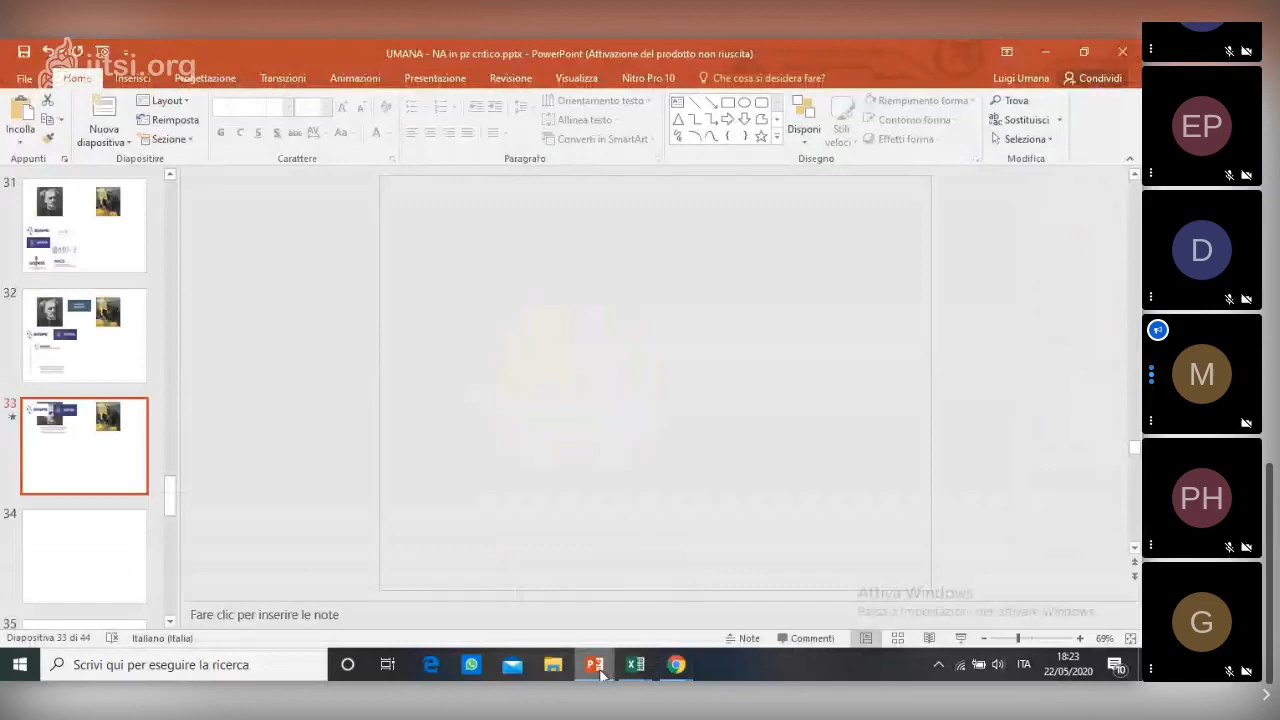 jitsi.org
UMANA - NA in pz critico.pptx - PowerPoint (Attivazione del prodotto non riuscita)
File Home Inserisci Progettazione Transizioni Animazioni Presentazione Revisione Visualizza Nitro Pro 10 Che cosa si desidera fare? Luigi Umana Condividi
Incolla
Nuova diapositiva
Layout
Reimposta
Sezione
G C S S abc AV Aa A
Orientamento testo
Allinea testo
Converti in SmartArt
Disponi
Stili veloci
Riempimento forma
Contorno forma
Effetti forma
Trova
Sostituisci
Seleziona
Appunti Diapositive Carattere Paragrafo Disegno Modifica
31
32
33
34
35
Attiva Windows
Fare clic per inserire le note
Diapositiva 33 di 44 Italiano (Italia) Note Commenti 69%
Scrivi qui per eseguire la ricerca
ITA
18:23
22/05/2020
10
EP
D
M
PH
G